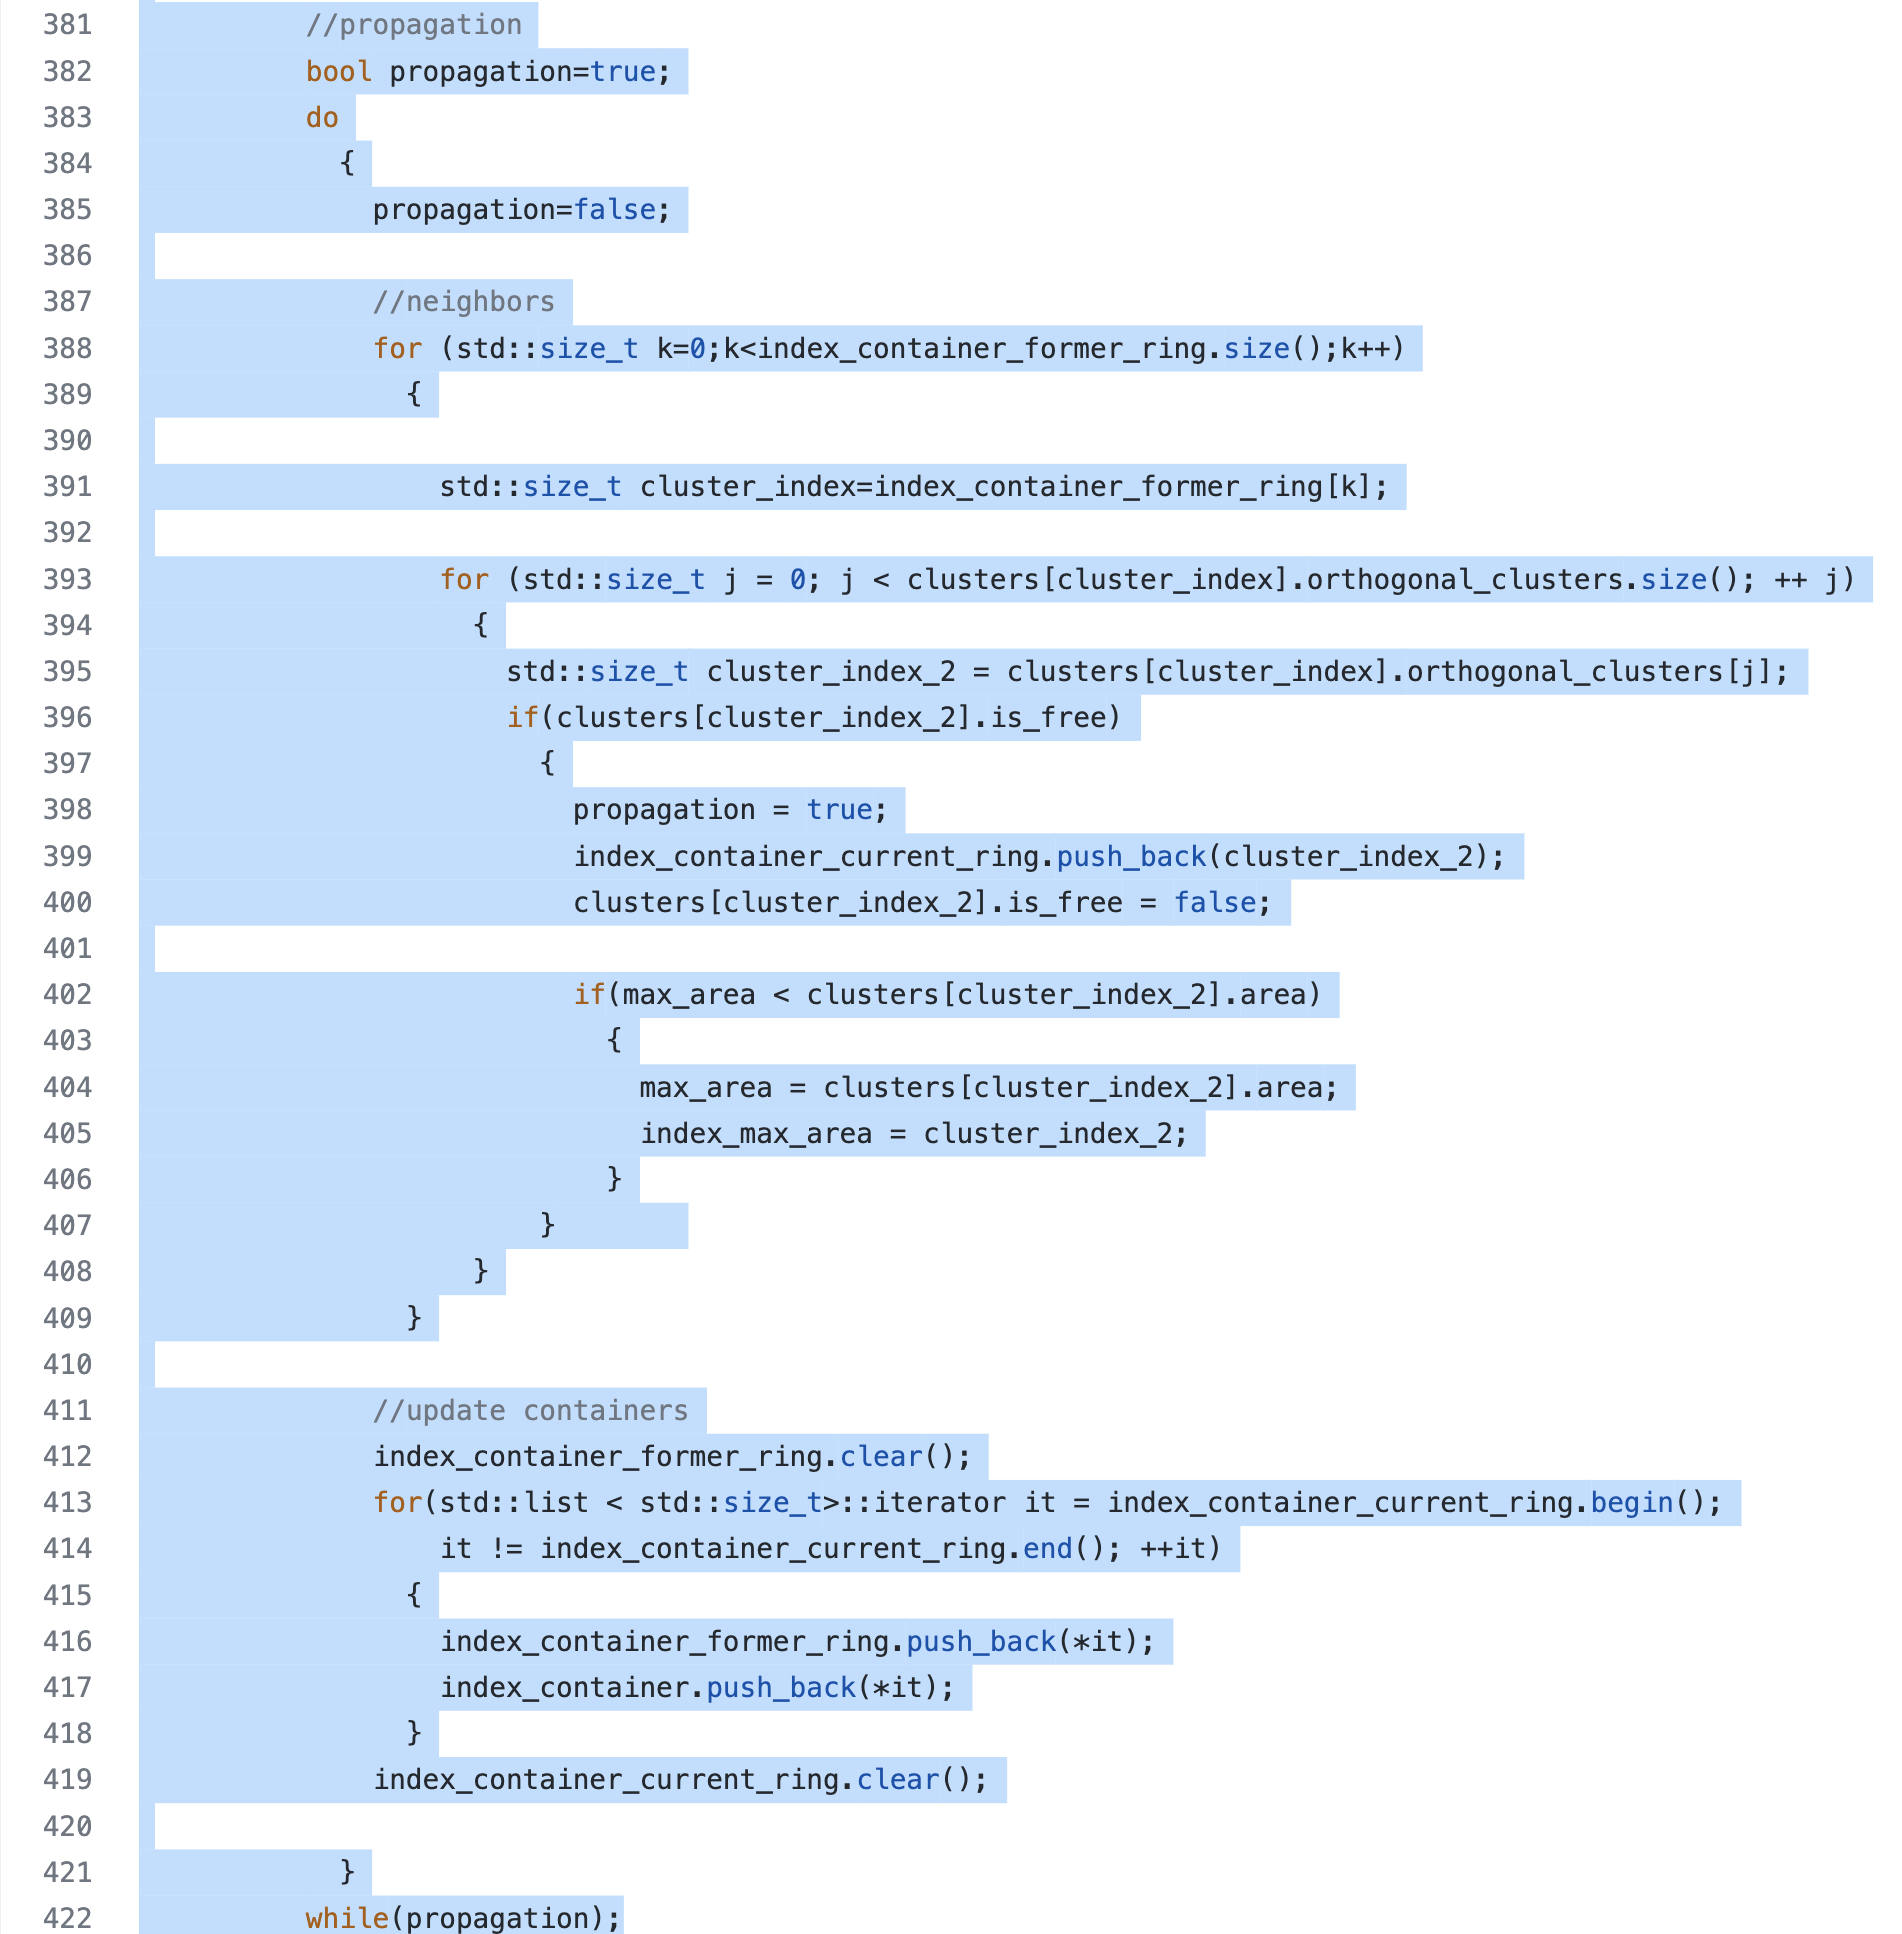 381 //propagation
382 bool propagation=true;
383 do
384 {
385 propagation=false;
386
387 //neighbors
388 for (std::size_t k=0;k<index_container_former_ring.size();k++)
389 {
390
391 std::size_t cluster_index=index_container_former_ring[k];
392
393 for (std::size_t j = 0; j < clusters[cluster_index].orthogonal_clusters.size(); ++ j)
394 {
395 std::size_t cluster_index_2 = clusters[cluster_index].orthogonal_clusters[j];
396 if(clusters[cluster_index_2].is_free)
397 {
398 propagation = true;
399 index_container_current_ring.push_back(cluster_index_2);
400 clusters[cluster_index_2].is_free = false;
401
402 if(max_area < clusters[cluster_index_2].area)
403 {
404 max_area = clusters[cluster_index_2].area;
405 index_max_area = cluster_index_2;
406 }
407 }
408 }
409 }
410
411 //update containers
412 index_container_former_ring.clear();
413 for(std::list < std::size_t>::iterator it = index_container_current_ring.begin();
414 it != index_container_current_ring.end(); ++it)
415 {
416 index_container_former_ring.push_back(*it);
417 index_container.push_back(*it);
418 }
419 index_container_current_ring.clear();
420
421 }
422 while(propagation);